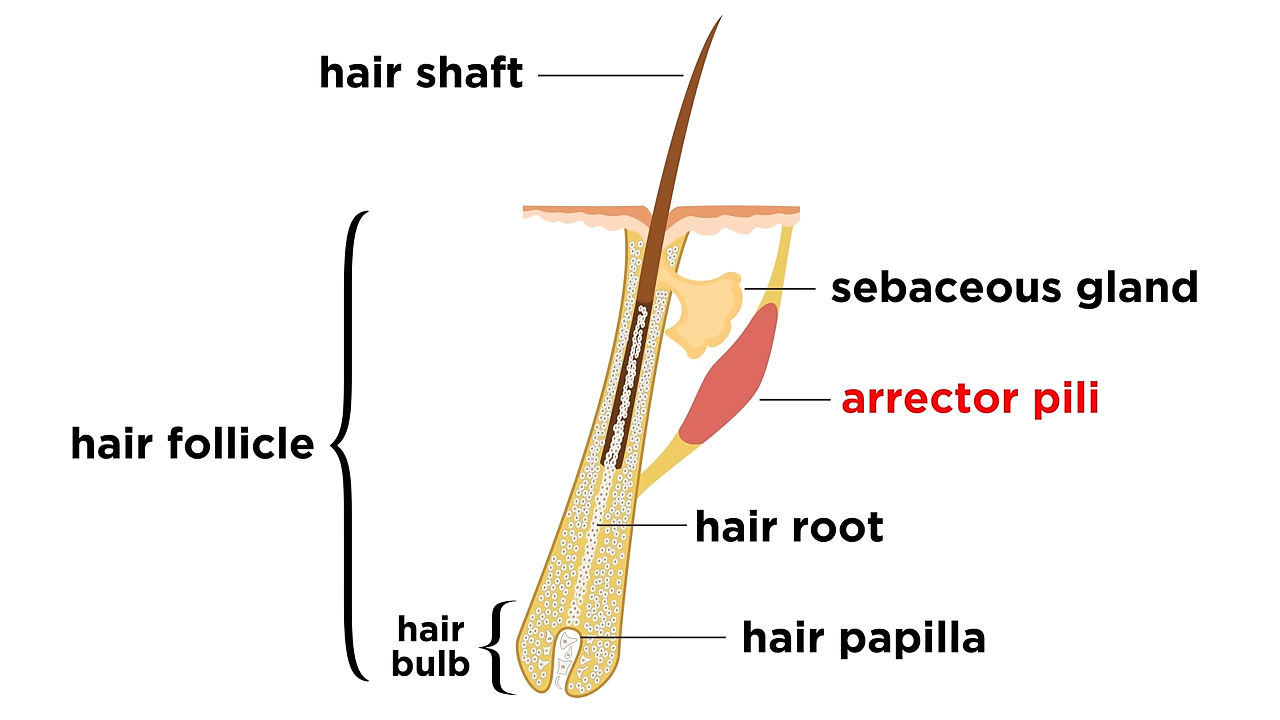 hair shaft
sebaceous gland
arrector pili
hair follicle
hair root
hair
bulb
hair papilla